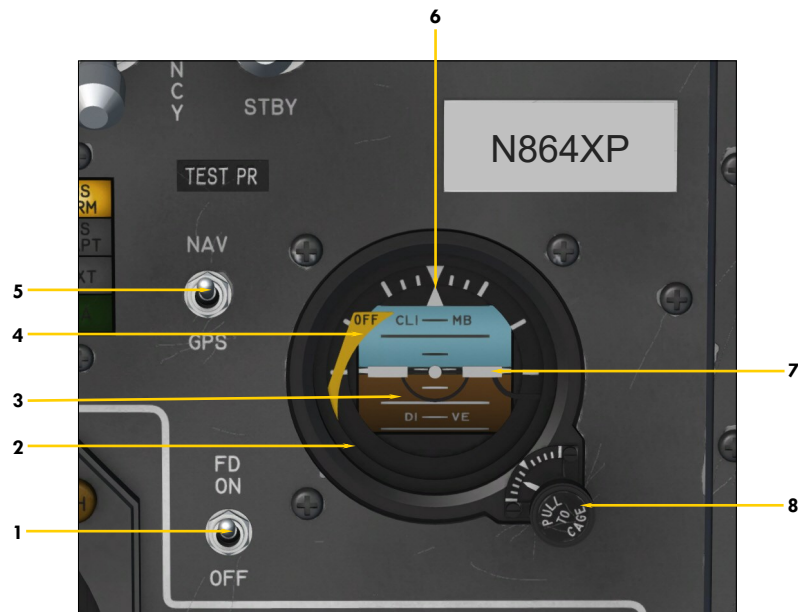 6
N
C
Y
STBY
N864XP
TEST PR
S
RM
S
PT
XT
A
NAV
5
GPS
OFF
CLI MB
4
7
3
DI VE
2
FD
ON
H
PULL
TO
CAGE
8
1
OFF